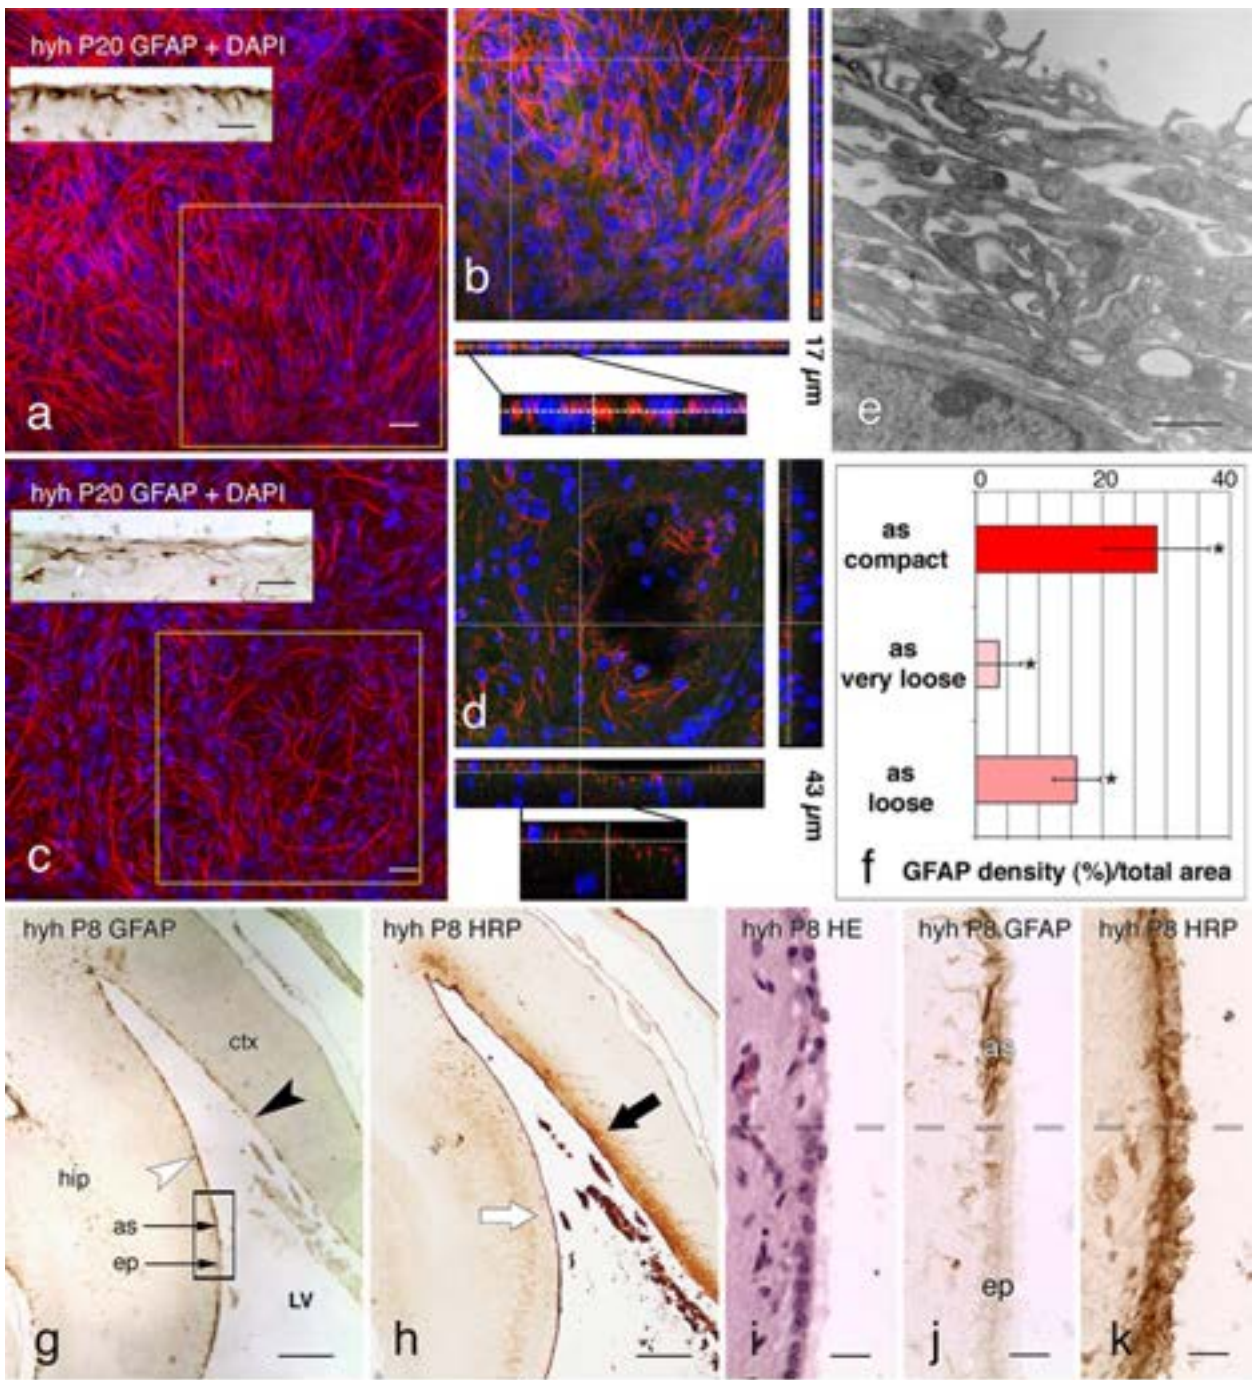 hyh P20 GFAP + DAPI
a
b
17 µm
e
hyh P20 GFAP + DAPI
c
d
43 µm
0 20 40
as
compact
*
as
very loose
*
as
loose
*
f GFAP density (%)/total area
hyh P8 GFAP
ctx
hip
as
ep
LV
g
hyh P8 HRP
h
hyh P8 HE
i
hyh P8 GFAP
as
ep
j
hyh P8 HRP
k